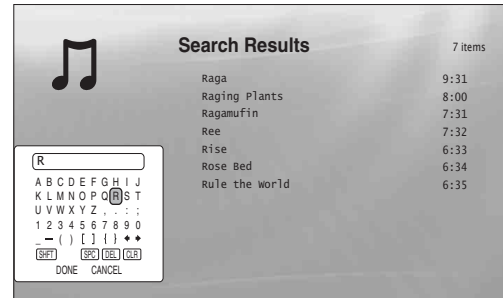 Search Results
7 items
Raga 9:31
Raging Plants 8:00
Ragamufin 7:31
Ree 7:32
Rise 6:33
Rose Bed 6:34
Rule the World 6:35
R
A B C D E F G H I J
K L M N O P Q R S T
U V W X Y Z , . : ;
1 2 3 4 5 6 7 8 9 0
_ – ( ) [ ] { }
SHFT SPC DEL CLR
DONE CANCEL